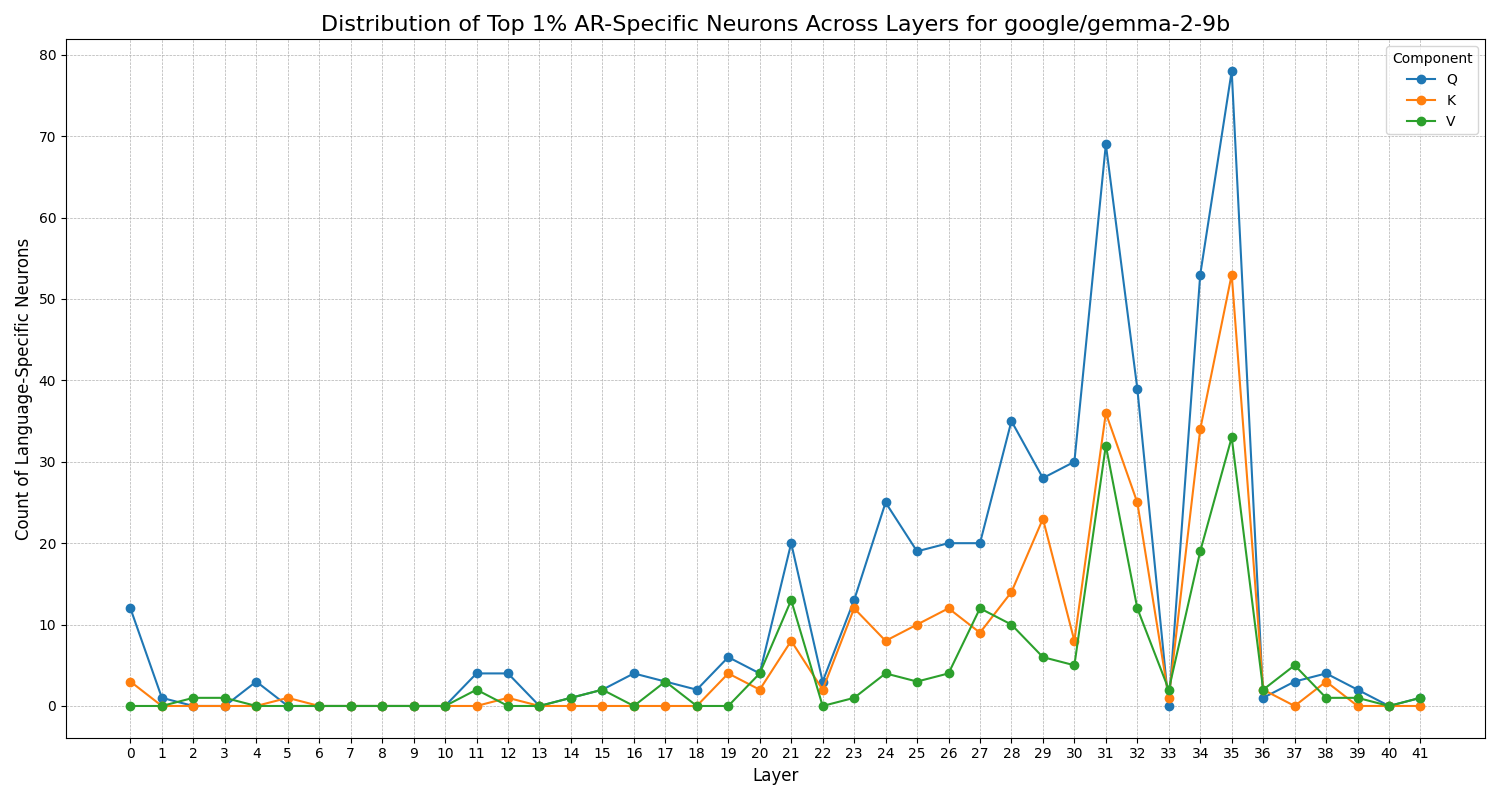 Distribution of Top 1% AR-Specific Neurons Across Layers for google/gemma-2-9b
Component
Q
K
V
Count of Language-Specific Neurons
80
70
60
50
40
30
20
10
0
0 1 2 3 4 5 6 7 8 9 10 11 12 13 14 15 16 17 18 19 20 21 22 23 24 25 26 27 28 29 30 31 32 33 34 35 36 37 38 39 40 41
Layer